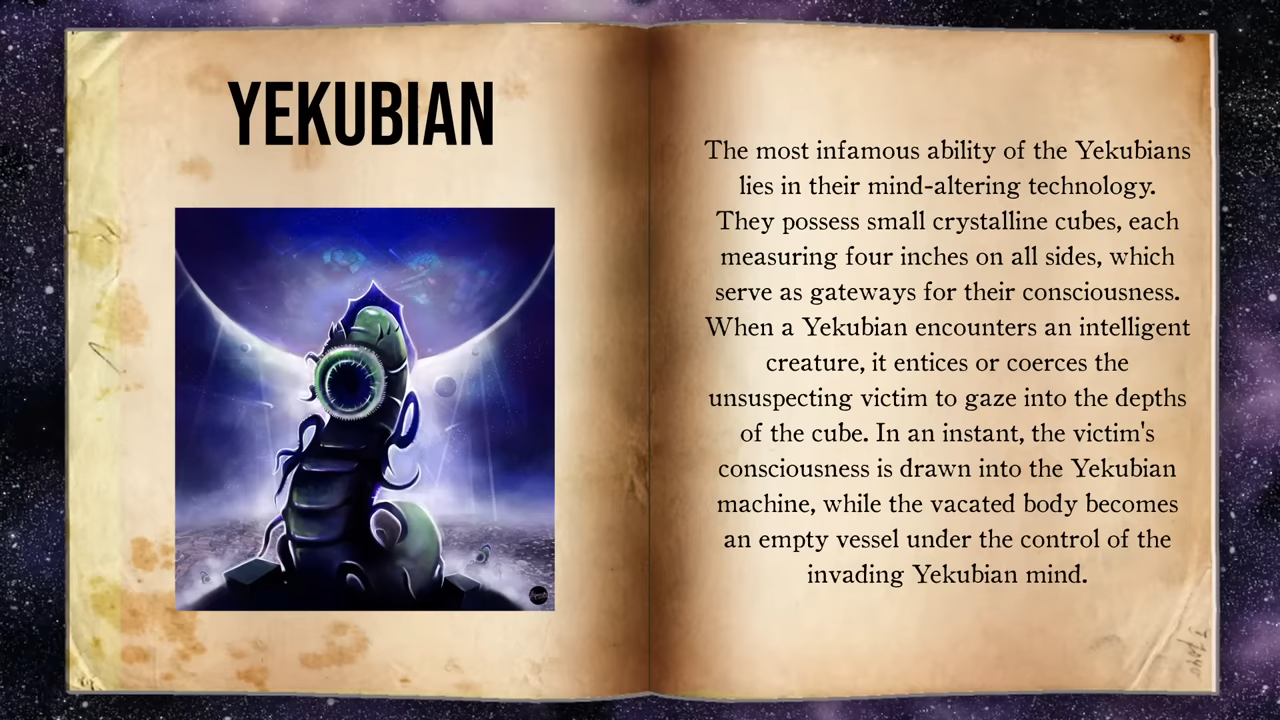 YEKUBIAN
The most infamous ability of the Yekubians
lies in their mind-altering technology.
They possess small crystalline cubes, each
measuring four inches on all sides, which
serve as gateways for their consciousness.
When a Yekubian encounters an intelligent
creature, it entices or coerces the
unsuspecting victim to gaze into the depths
of the cube. In an instant, the victim's
consciousness is drawn into the Yekubian
machine, while the vacated body becomes
an empty vessel under the control of the
invading Yekubian mind.